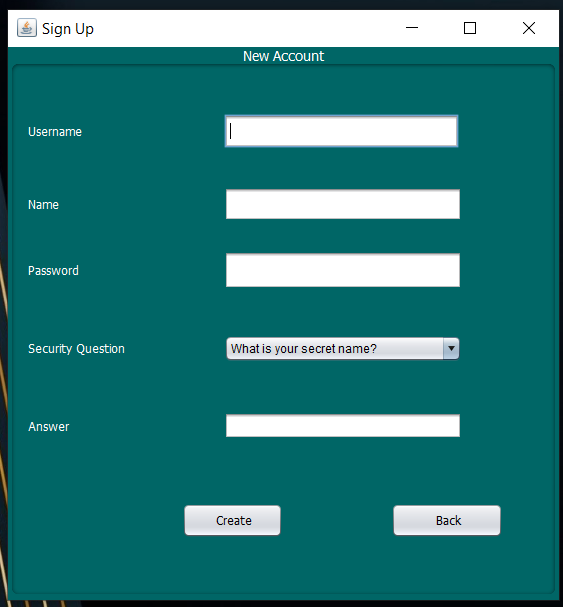 Sign Up
New Account
Username
Name
Password
Security Question
What is your secret name?
Answer
Create
Back